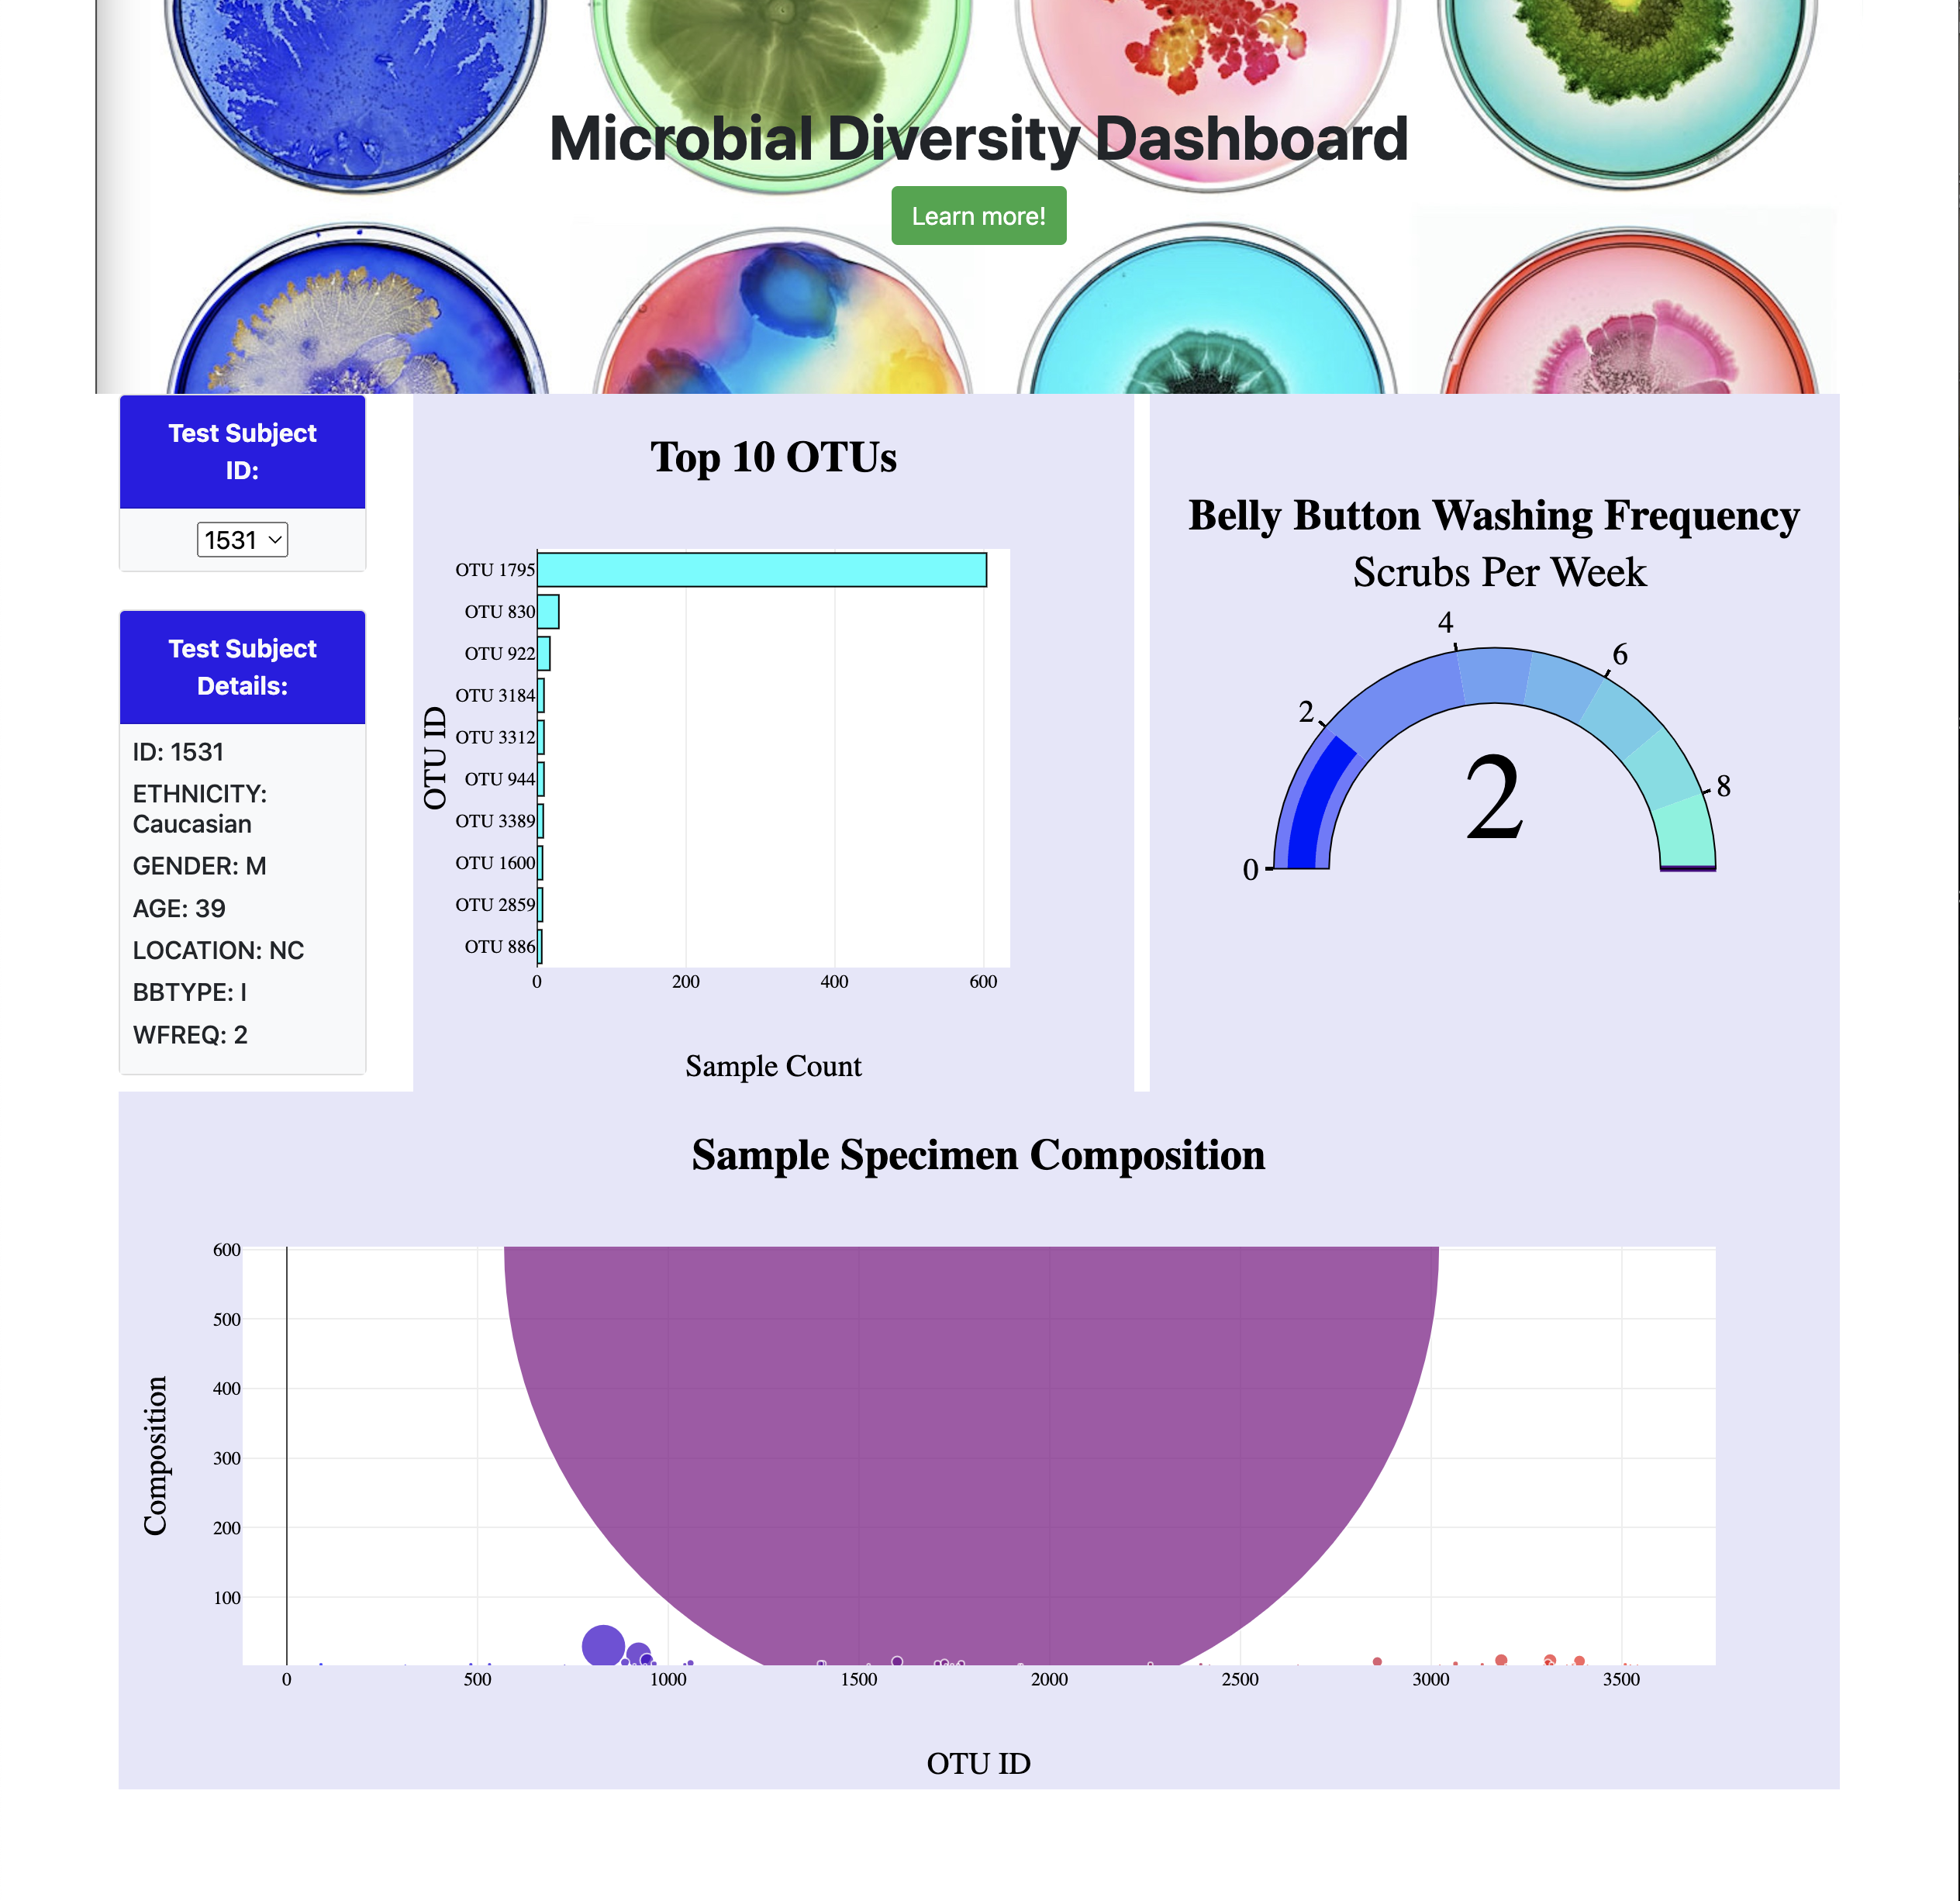 Microbial Diversity Dashboard
Learn more!
Test Subject
ID:
1531
Test Subject
Details:
ID: 1531
ETHNICITY:
Caucasian
GENDER: M
AGE: 39
LOCATION: NC
BBTYPE: I
WFREQ: 2
Top 10 OTUs
OTU ID
OTU 1795
OTU 830
OTU 922
OTU 3184
OTU 3312
OTU 944
OTU 3389
OTU 1600
OTU 2859
OTU 886
0 200 400 600
Sample Count
Belly Button Washing Frequency
Scrubs Per Week
0
2
4
6
8
2
Sample Specimen Composition
Composition
600
500
400
300
200
100
0 500 1000 1500 2000 2500 3000 3500
OTU ID